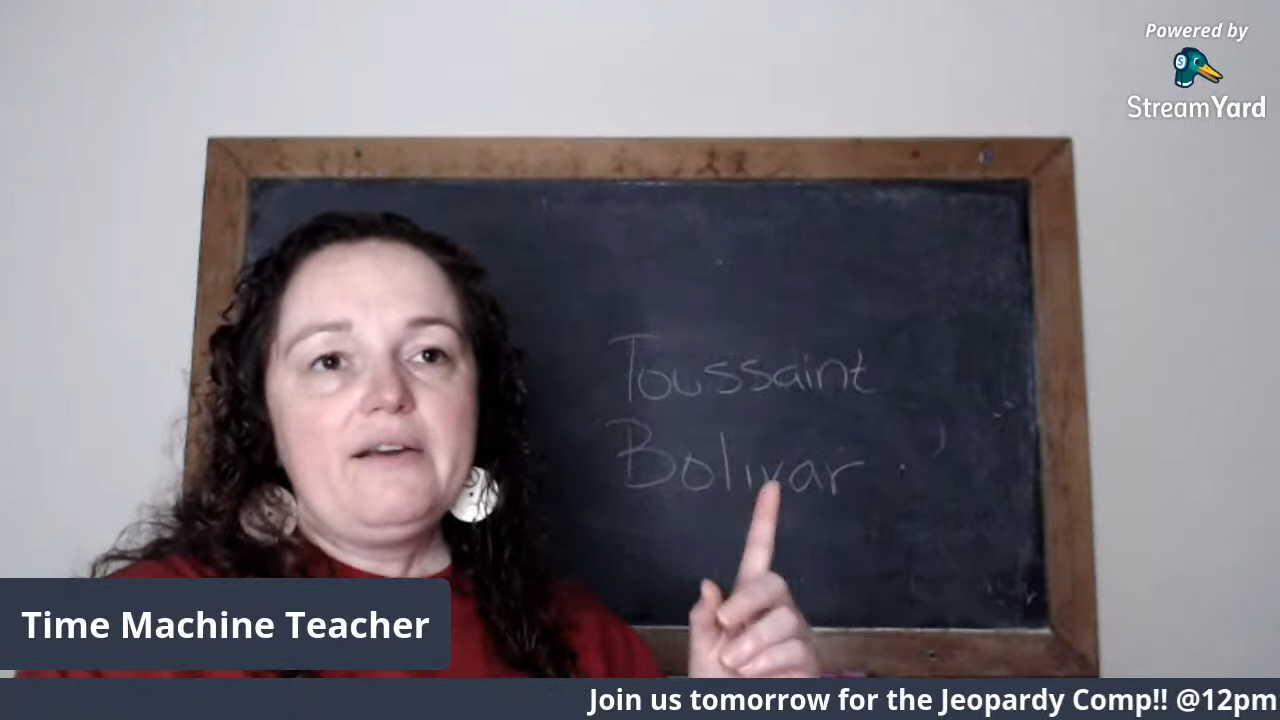 Powered by
StreamYard
Toussaint
Bolivar
Time Machine Teacher
Join us tomorrow for the Jeopardy Comp!! @12pm